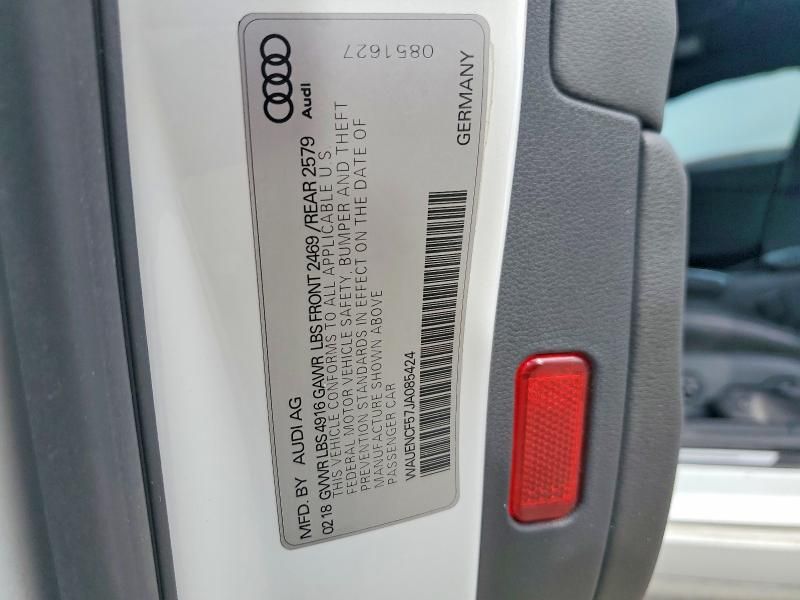 MFD. BY AUDI AG
Audi
02 18 GVWR LBS 4916 GAWR LBS FRONT 2469 / REAR 2579
THIS VEHICLE CONFORMS TO ALL APPLICABLE U.S
FEDERAL MOTOR VEHICLE SAFETY, BUMPER AND THEFT
PREVENTION STANDARDS IN EFFECT ON THE DATE OF
MANUFACTURE SHOWN ABOVE
PASSENGER CAR
WAUENCF57JA085424
GERMANY
0851627